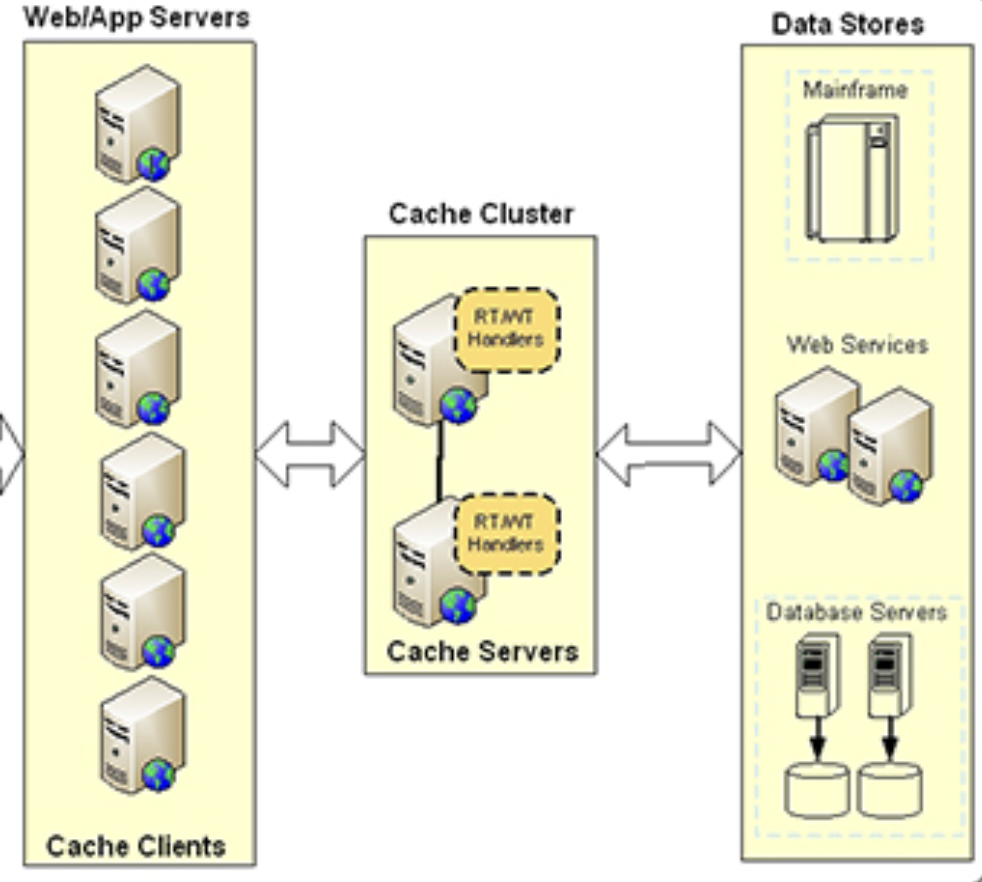 Web/App Servers
Cache Clients
Cache Cluster
RT/WT
Handlers
RT/WT
Handlers
Cache Servers
Data Stores
Mainframe
Web Services
Database Servers